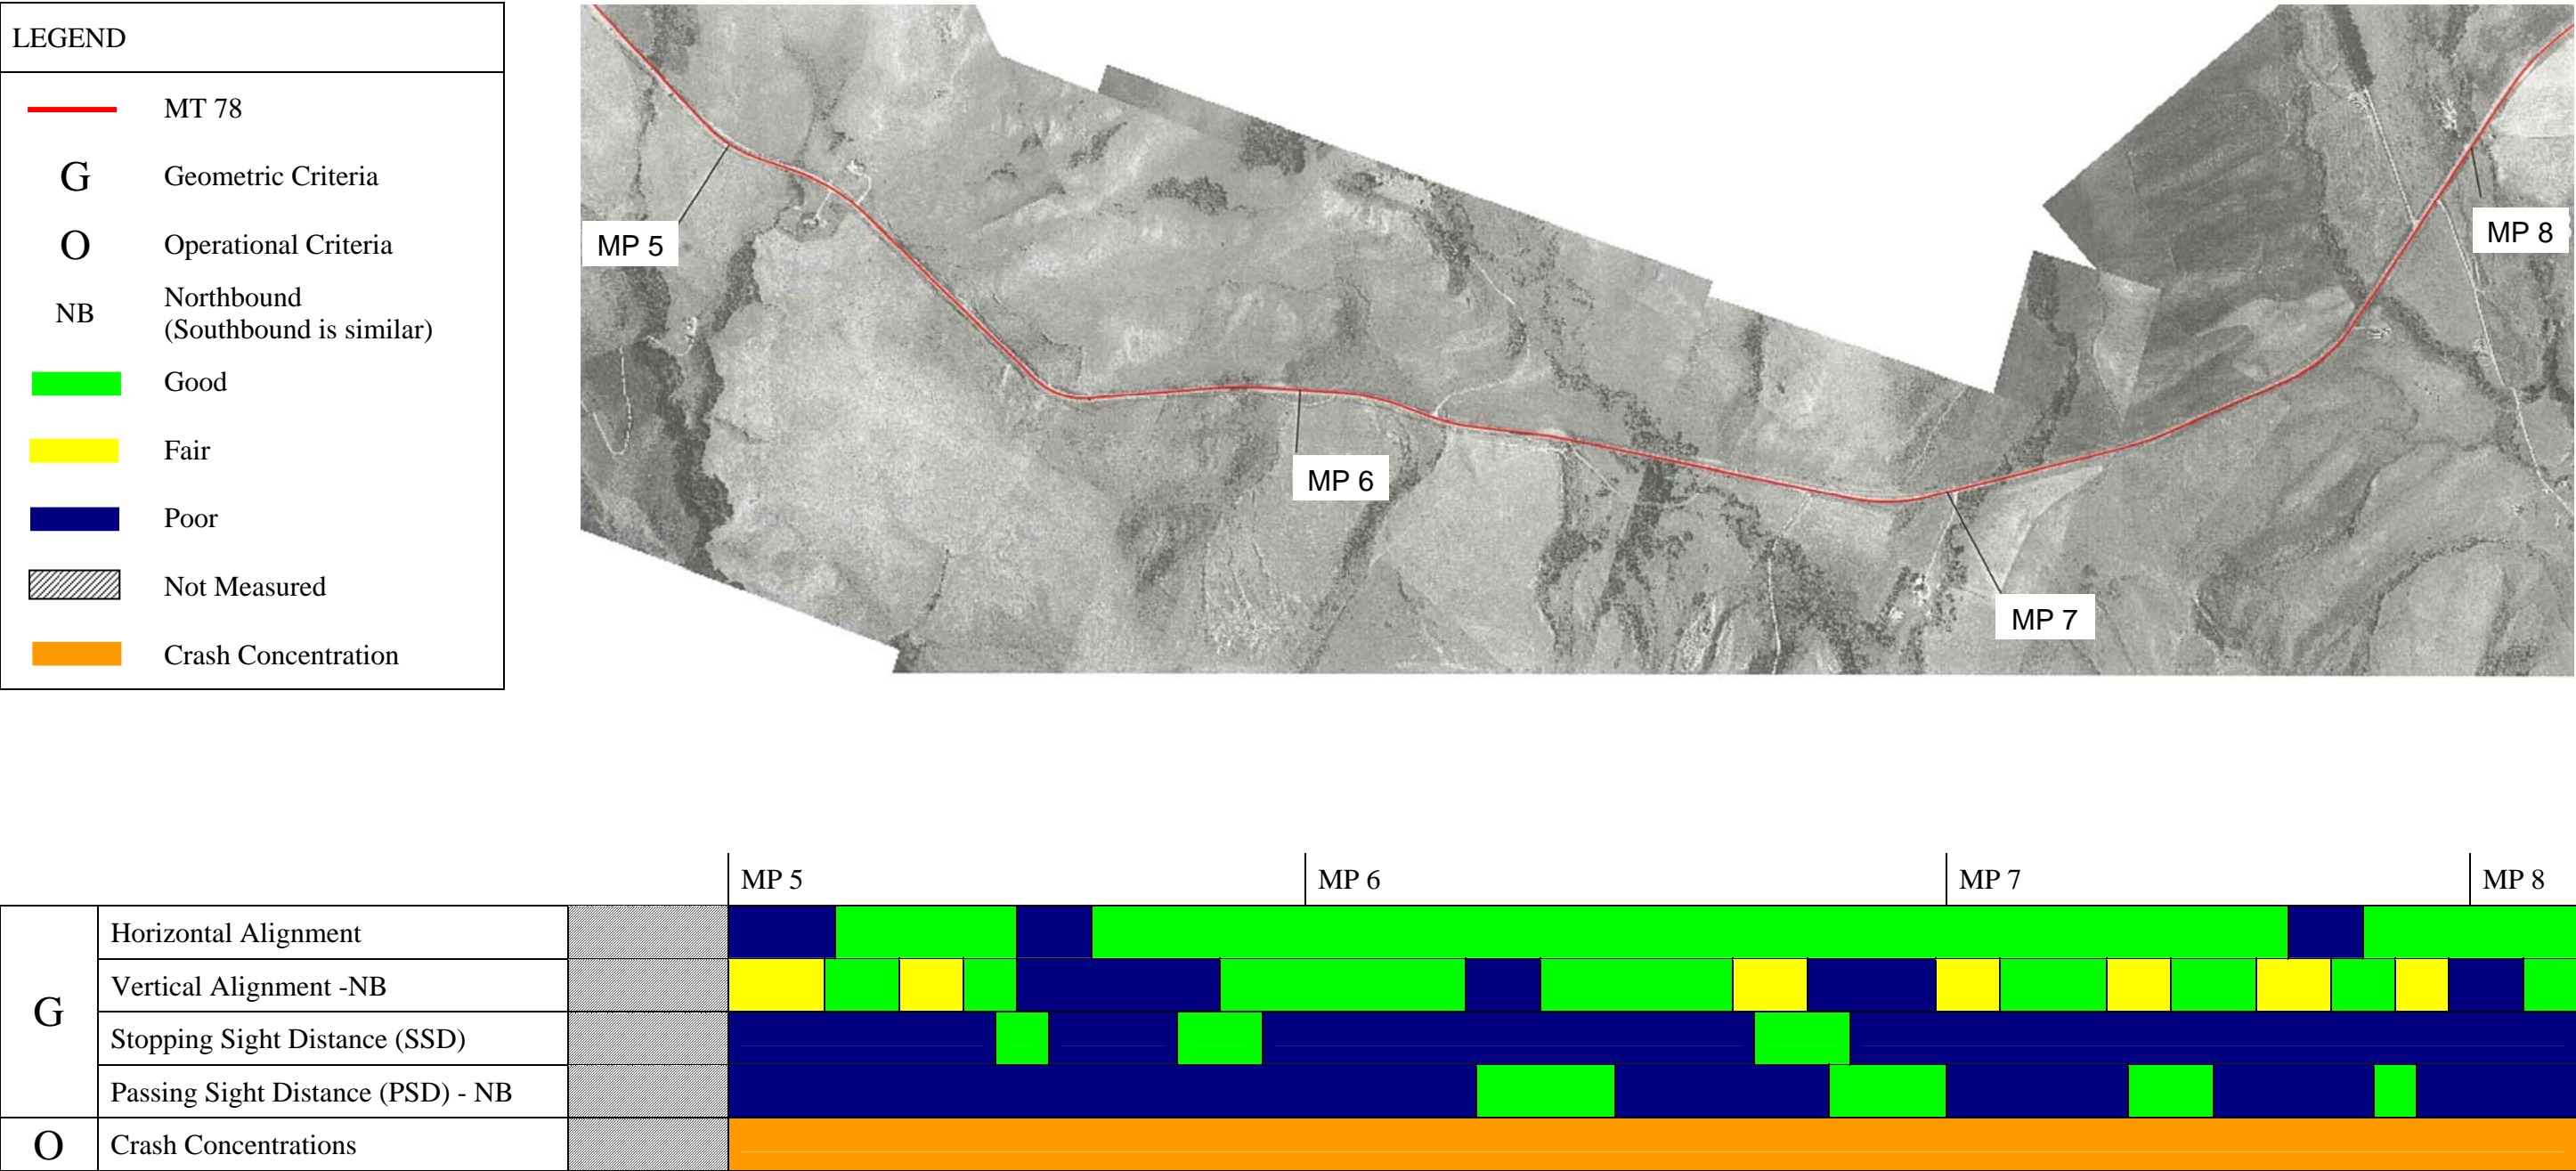 LEGEND
MT 78
G Geometric Criteria
O Operational Criteria
NB Northbound
(Southbound is similar)
Good
Fair
Poor
Not Measured
Crash Concentration
MP 5
MP 6
MP 7
MP 8
MP 5 MP 6 MP 7 MP 8
G
Horizontal Alignment
Vertical Alignment -NB
Stopping Sight Distance (SSD)
Passing Sight Distance (PSD) - NB
O Crash Concentrations